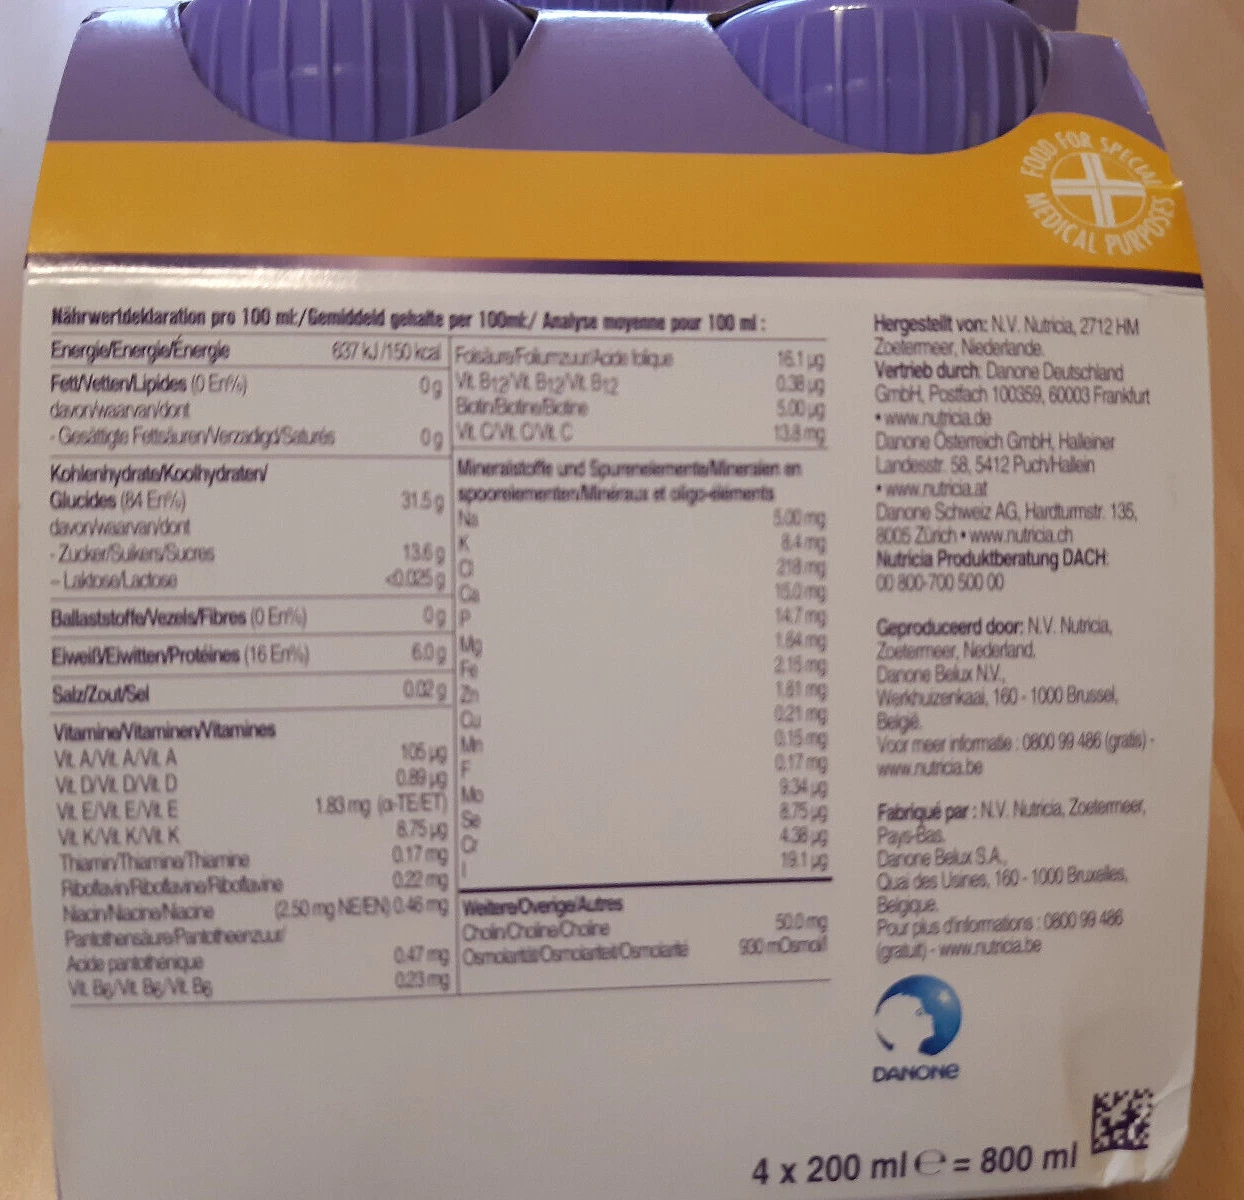 FOOD FOR SPECIAL MEDICAL PURPOSES
Nährwertdeklaration pro 100 ml:/Gemiddeld gehalte per 100ml:/ Analyse moyenne pour 100 ml :
Energie/Energie/Énergie 637 kJ/150 kcal
Fett/Vetten/Lipides (0 En%) 0 g
davon/waarvan/dont
- Gesättigte Fettsäuren/Verzadigd/Saturés 0 g
Kohlenhydrate/Koolhydraten/
Glucides (84 En%) 31.5 g
davon/waarvan/dont
- Zucker/Suikers/Sucres 13.6 g
- Laktose/Lactose <0.025 g
Ballaststoffe/Vezels/Fibres (0 En%) 0 g
Eiweiß/Eiwitten/Protéines (16 En%) 6.0 g
Salz/Zout/Sel 0.02 g
Vitamine/Vitaminen/Vitamines
Vit. A/Vit. A/Vit. A 105 µg
Vit. D/Vit. D/Vit. D 0.89 µg
Vit. E/Vit. E/Vit. E 1.83 mg (α-TE/ET)
Vit. K/Vit. K/Vit. K 8.75 µg
Thiamin/Thiamine/Thiamine 0.17 mg
Riboflavin/Riboflavine/Riboflavine 0.22 mg
Niacin/Niacine/Niacine (2.50 mg NE/EN) 0.46 mg
Pantothensäure/Pantotheenzuur/
Acide pantothénique 0.47 mg
Vit. B6/Vit. B6/Vit. B6 0.23 mg
Folsäure/Foliumzuur/Acide folique 16.1 µg
Vit. B12/Vit. B12/Vit. B12 0.38 µg
Biotin/Biotine/Biotine 5.00 µg
Vit. C/Vit. C/Vit. C 13.8 mg
Mineralstoffe und Spurenelemente/Mineralen en
spoorelementen/Minéraux et oligo-éléments
Na 5.00 mg
K 8.4 mg
Cl 218 mg
Ca 15.0 mg
P 14.7 mg
Mg 1.64 mg
Fe 2.15 mg
Zn 1.81 mg
Cu 0.21 mg
Mn 0.15 mg
F 0.17 mg
Mo 9.34 µg
Se 8.75 µg
Cr 4.38 µg
I 19.1 µg
Weitere/Overige/Autres
Cholin/Choline/Choline 50.0 mg
Osmolarität/Osmolariteit/Osmolarité 930 mOsmol/l
Hergestellt von: N.V. Nutricia, 2712 HM
Zoetermeer, Niederlande.
Vertrieb durch: Danone Deutschland
GmbH, Postfach 100359, 60003 Frankfurt
• www.nutricia.de
Danone Österreich GmbH, Halleiner
Landesstr. 58, 5412 Puch/Hallein
• www.nutricia.at
Danone Schweiz AG, Hardturmstr. 135,
8005 Zürich • www.nutricia.ch
Nutricia Produktberatung DACH:
00 800-700 500 00
Geproduceerd door: N.V. Nutricia,
Zoetermeer, Nederland.
Danone Belux N.V.,
Werkhuizenkaai, 160 - 1000 Brussel,
België.
Voor meer informatie : 0800 99 486 (gratis) -
www.nutricia.be
Fabriqué par : N.V. Nutricia, Zoetermeer,
Pays-Bas.
Danone Belux S.A.,
Quai des Usines, 160 - 1000 Bruxelles,
Belgique.
Pour plus d'informations : 0800 99 486
(gratuit) - www.nutricia.be
DANONE
4 x 200 ml ℮ = 800 ml